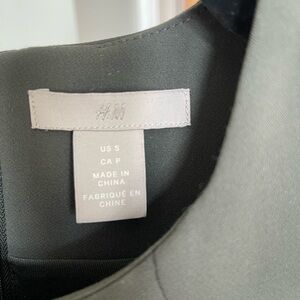 H&M
US S
CA P
MADE IN
CHINA
FABRIQUÉ EN
CHINE